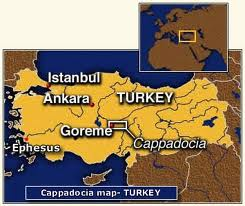 Istanbul
Ankara
TURKEY
Goreme
Cappadocia
Ephesus
Cappadocia map- TURKEY